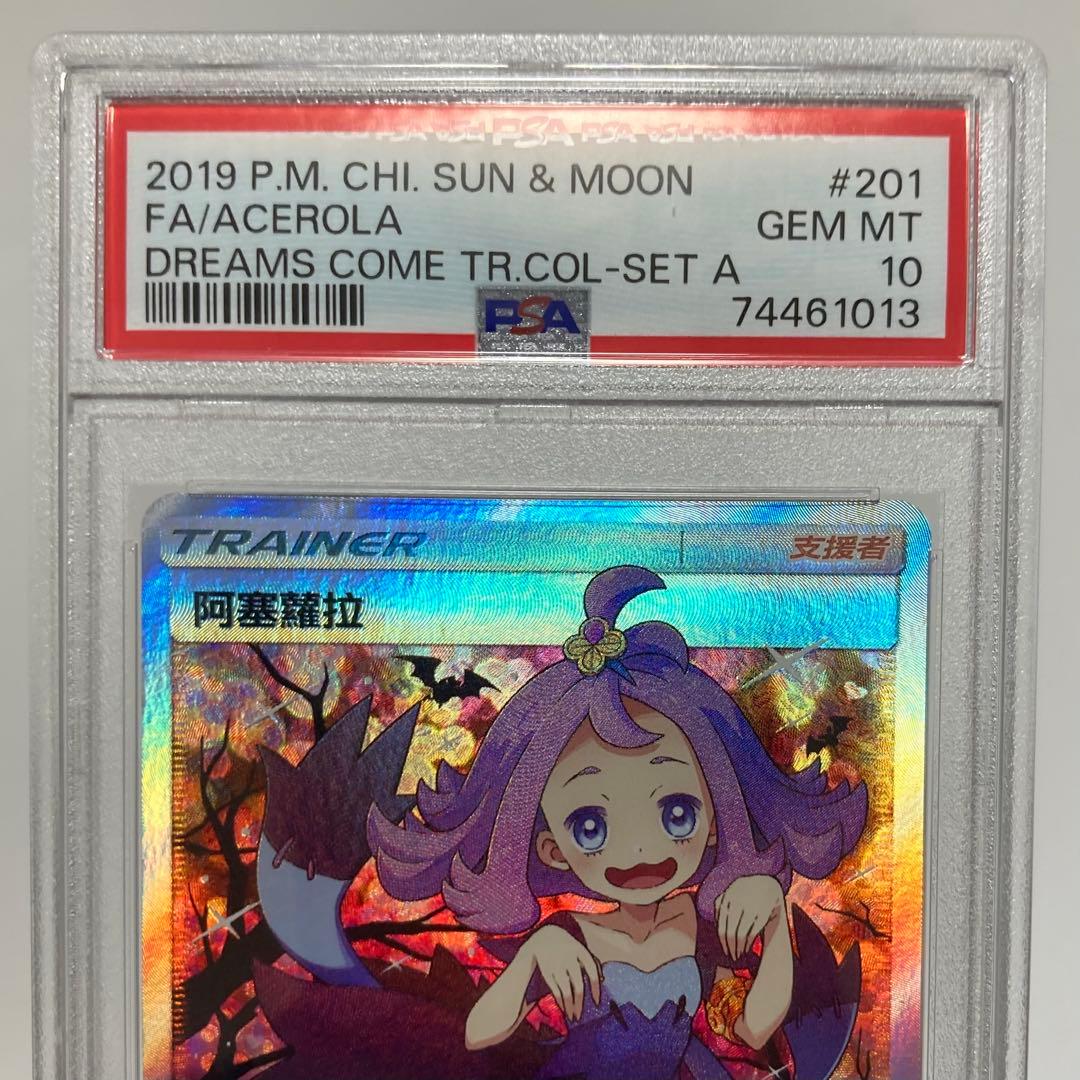 2019 P.M. CHI. SUN & MOON #201
FA/ACEROLA GEM MT
DREAMS COME TR.COL-SET A 10
74461013
PSA
TRAINER 支援者
阿塞蘿拉